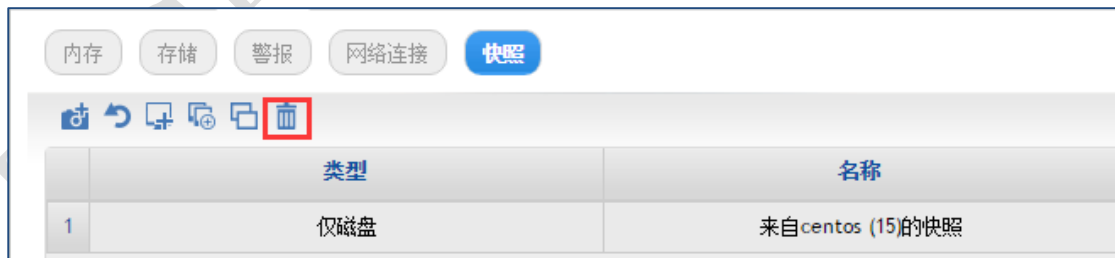 内存 存储 警报 网络连接 快照
类型 名称
1 仅磁盘 来自centos (15)的快照